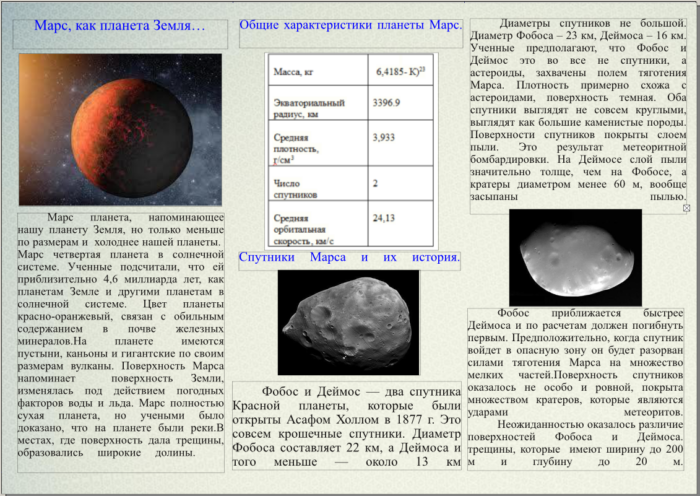 Марс, как планета Земля…
Марс планета, напоминающее
нашу планету Земля, но только меньше
по размерам и холоднее нашей планеты.
Марс четвертая планета в солнечной
системе. Ученные подсчитали, что ей
приблизительно 4,6 миллиарда лет, как
планетам Земле и другими планетам в
солнечной системе. Цвет планеты
красно-оранжевый, связан с обильным
содержанием в почве железных
минералов.На планете имеются
пустыни, каньоны и гигантские по своим
размерам вулканы. Поверхность Марса
напоминает поверхность Земли,
изменялась под действием погодных
факторов воды и льда. Марс полностью
сухая планета, но учеными было
доказано, что на планете были реки.В
местах, где поверхность дала трещины,
образовались широкие долины.
Общие характеристики планеты Марс.
Масса, кг 6,4185· К)23
Экваториальный 3396.9
радиус, км
Средняя 3,933
плотность,
г/см3
Число 2
спутников
Средняя 24,13
орбитальная
скорость, км/с
Спутники Марса и их история.
Фобос и Деймос — два спутника
Красной планеты, которые были
открыты Асафом Холлом в 1877 г. Это
совсем крошечные спутники. Диаметр
Фобоса составляет 22 км, а Деймоса и
того меньше — около 13 км
Диаметры спутников не большой.
Диаметр Фобоса – 23 км, Деймоса – 16 км.
Ученные предполагают, что Фобос и
Деймос это во все не спутники, а
астероиды, захвачены полем тяготения
Марса. Плотность примерно схожа с
астероидами, поверхность темная. Оба
спутники выглядят не совсем круглыми,
выглядят как большие каменистые породы.
Поверхности спутников покрыты слоем
пыли. Это результат метеоритной
бомбардировки. На Деймосе слой пыли
значительно толще, чем на Фобосе, а
кратеры диаметром менее 60 м, вообще
засыпаны пылью.
Фобос приближается быстрее
Деймоса и по расчетам должен погибнуть
первым. Предположительно, когда спутник
войдет в опасную зону он будет разорван
силами тяготения Марса на множество
мелких частей.Поверхность спутников
оказалось не особо и ровной, покрыта
множеством кратеров, которые являются
ударами метеоритов.
Неожиданностью оказалось различие
поверхностей Фобоса и Деймоса.
трещины, которые имеют ширину до 200
м и глубину до 20 м.